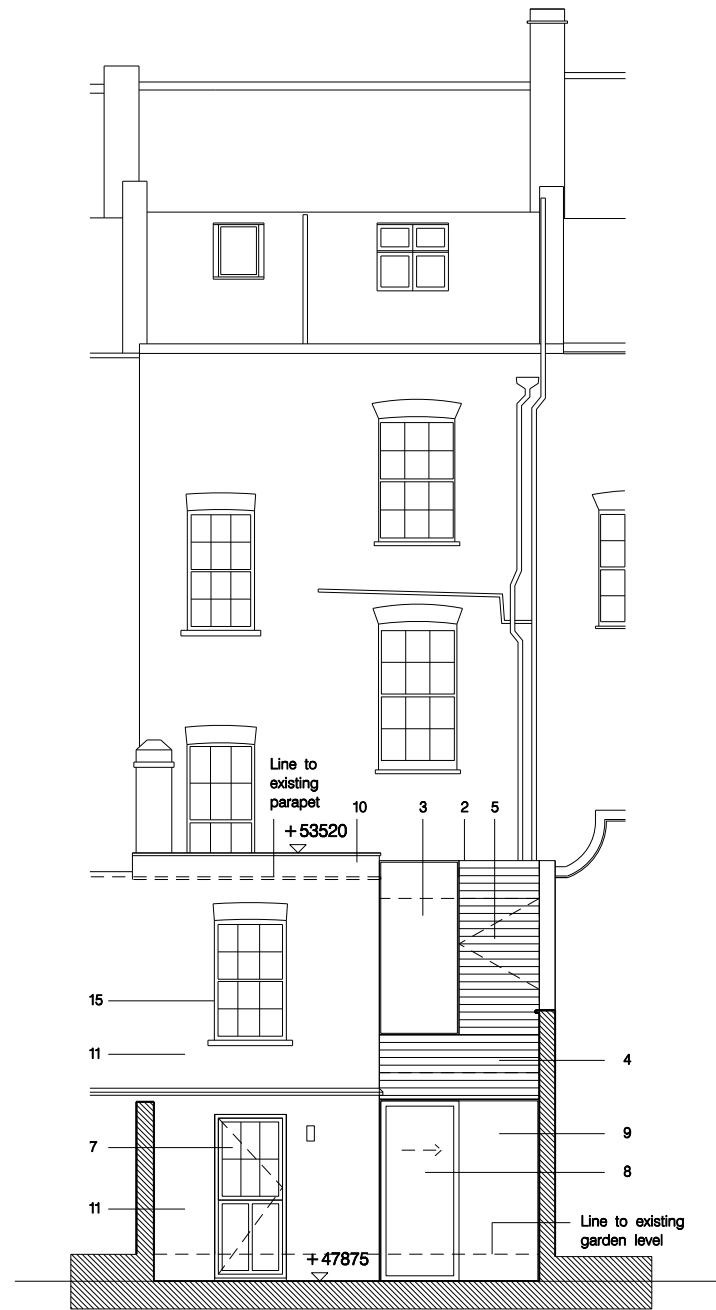 Line to
existing
parapet
10
3
2
5
+53520
15
11
4
9
7
8
11
Line to existing
garden level
+47875